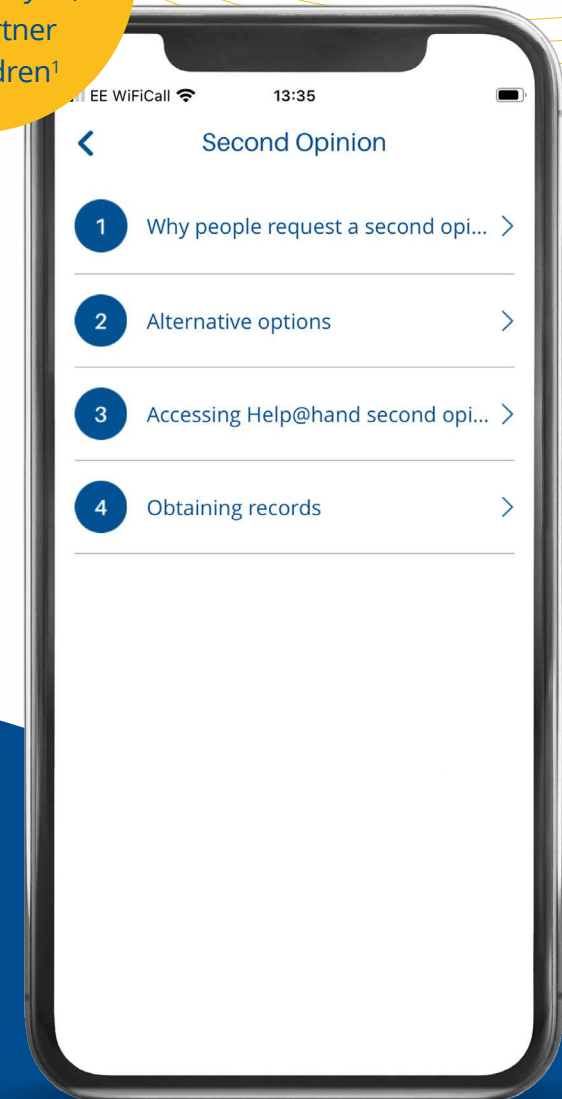 rtner
dren¹
EE WiFiCall 13:35
Second Opinion
1 Why people request a second opi...
2 Alternative options
3 Accessing Help@hand second opi...
4 Obtaining records